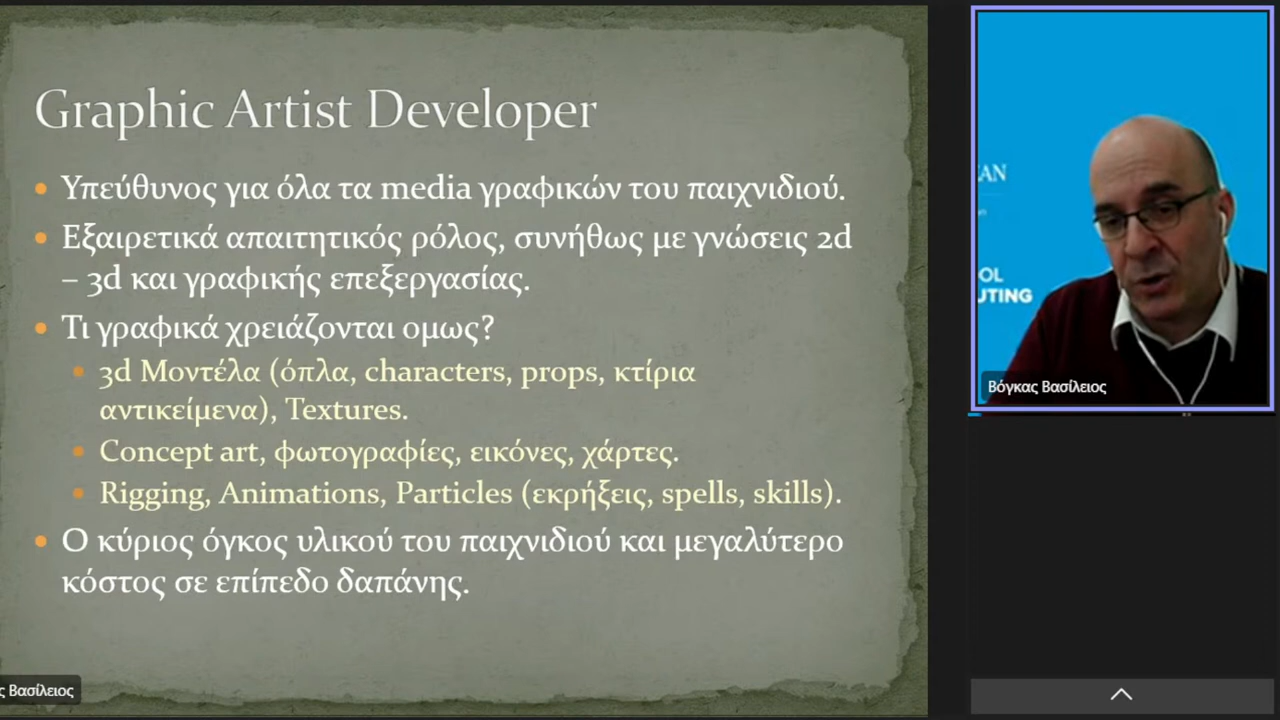 Graphic Artist Developer
• Υπεύθυνος για όλα τα media γραφικών του παιχνιδιού.
• Εξαιρετικά απαιτητικός ρόλος, συνήθως με γνώσεις 2d
– 3d και γραφικής επεξεργασίας.
• Τι γραφικά χρειάζονται ομως?
• 3d Μοντέλα (όπλα, characters, props, κτίρια
αντικείμενα), Textures.
• Concept art, φωτογραφίες, εικόνες, χάρτες.
• Rigging, Animations, Particles (εκρήξεις, spells, skills).
• Ο κύριος όγκος υλικού του παιχνιδιού και μεγαλύτερο
κόστος σε επίπεδο δαπάνης.
ς Βασίλειος
EAN
OL
UTING
Βόγκας Βασίλειος